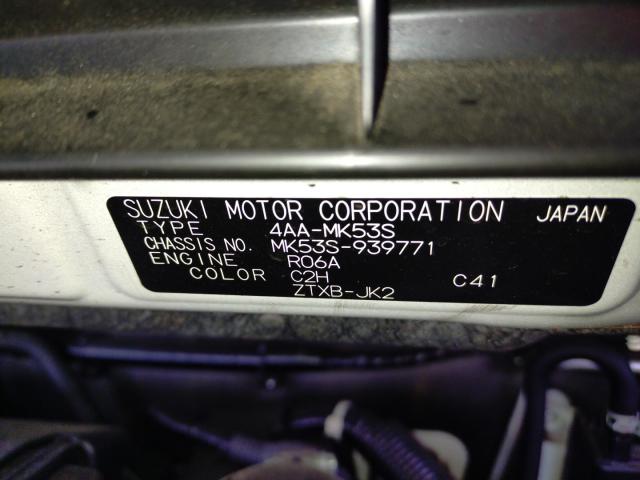 SUZUKI MOTOR CORPORATION JAPAN
TYPE 4AA-MK53S
CHASSIS NO. MK53S-939771
ENGINE R06A
COLOR C2H C41
ZTXB-JK2